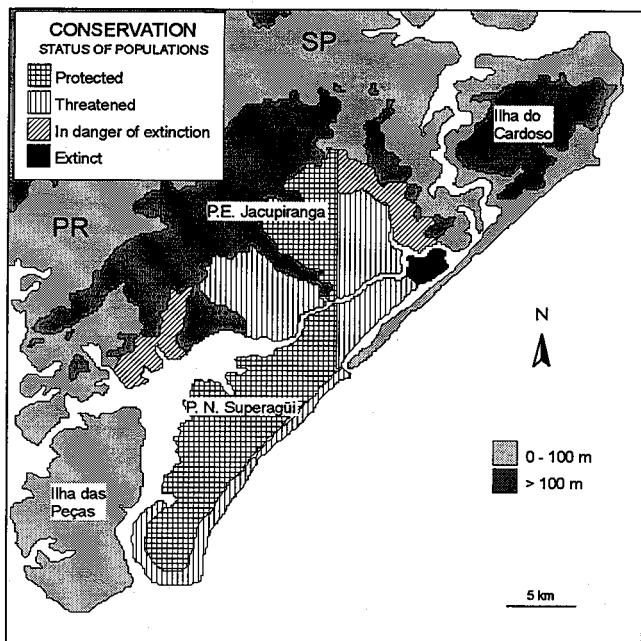 CONSERVATION
STATUS OF POPULATIONS
Protected
Threatened
In danger of extinction
Extinct
SP
Ilha do
Cardoso
P.E. Jacupiranga
PR
N
P. N. Superagüi
0 - 100 m
> 100 m
Ilha das
Peças
5 km